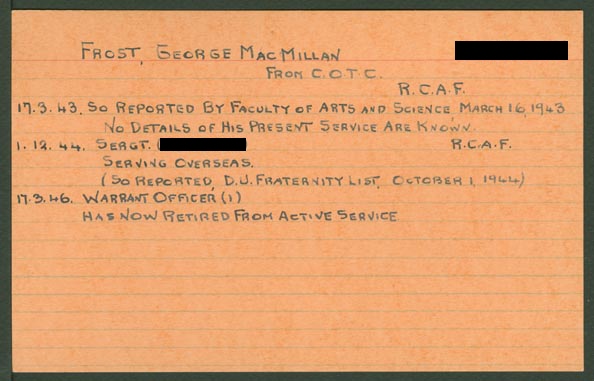 FROST, GEORGE MACMILLAN
FROM C.O.T.C.
R.C.A.F.
17.3.43. SO REPORTED BY FACULTY OF ARTS AND SCIENCE MARCH 16, 1943
NO DETAILS OF HIS PRESENT SERVICE ARE KNOWN.
1.12.44. SERGT. ( R.C.A.F.
SERVING OVERSEAS.
(SO REPORTED, D.U. FRATERNITY LIST, OCTOBER 1, 1944)
17.3.46. WARRANT OFFICER (1)
HAS NOW RETIRED FROM ACTIVE SERVICE